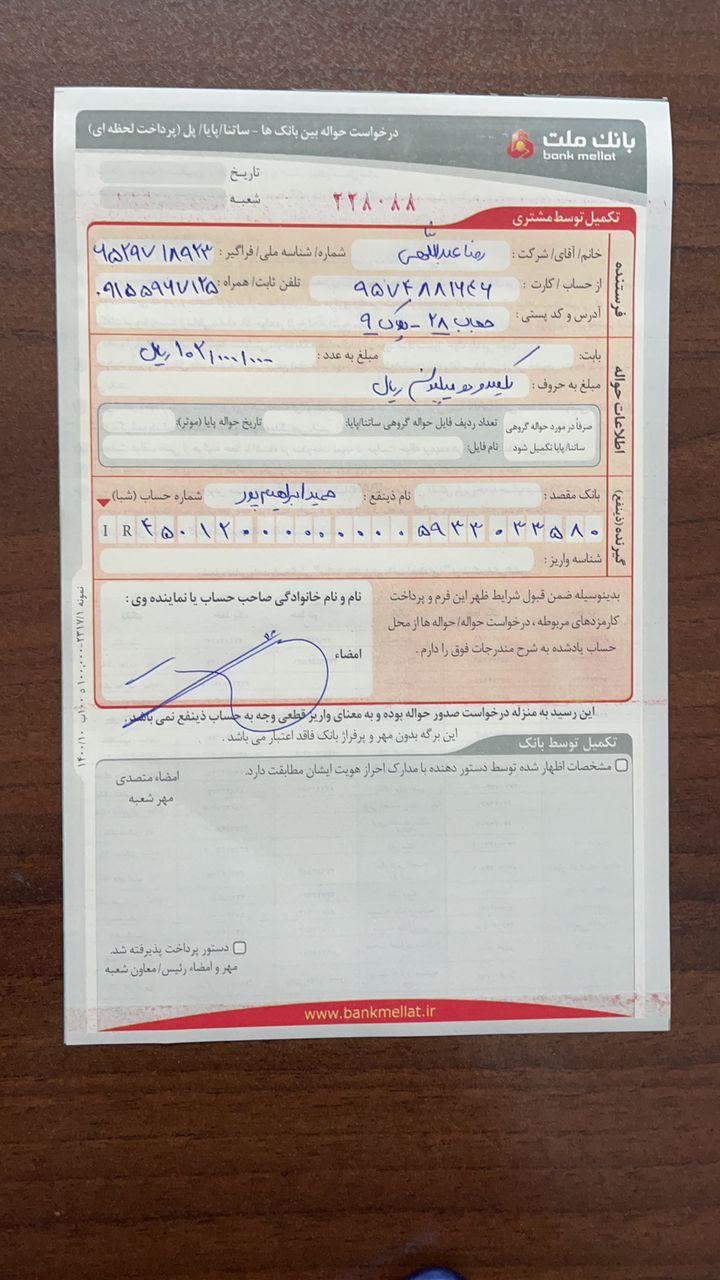 بانک ملت
bank mellat
درخواست حواله بین بانک ها - ساتنا/پایا/ پل (پرداخت لحظه ای)
تاریخ
شعبه
۲۲۸۰۸۸
تکمیل توسط مشتری
فرستنده
خانم/ آقای/ شرکت : رضا عبداللهی نیا شماره/ شناسه ملی/ فراگیر :
از حساب / کارت : ۹۵۷۴۸۸۱۶۴۶ تلفن ثابت/ همراه : ۰۹۱۵۵۹۶۷۱۲۵
آدرس و کد پستی : حجاب ۲۸ - پلاک ۹
اطلاعات حواله
بابت: مبلغ به عدد : ۱۰۲/۰۰۰/۰۰۰ ریال
مبلغ به حروف : یکصد و دو میلیون ریال
صرفاً در مورد حواله گروهی ساتنا/ پایا تکمیل شود
تعداد ردیف فایل حواله گروهی ساتنا/پایا: تاریخ حواله پایا (موثر):
نام فایل:
گیرنده (ذینفع)
بانک مقصد : نام ذینفع : حمید ابراهیم پور شماره حساب (شبا)
IR ۴۵۰۱۲۰۰۰۰۰۰۰۰۰۵۹۳۳۰۳۳۵۸۰
شناسه واریز :
بدینوسیله ضمن قبول شرایط ظهر این فرم و پرداخت
کارمزدهای مربوطه ، درخواست حواله/ حواله ها از محل
حساب یادشده به شرح مندرجات فوق را دارم .
نام و نام خانوادگی صاحب حساب یا نماینده وی :
امضاء
این رسید به منزله درخواست صدور حواله بوده و به معنای واریز قطعی وجه به حساب ذینفع نمی باشد.
این برگه بدون مهر و پرفراژ بانک فاقد اعتبار می باشد .
تکمیل توسط بانک
مشخصات اظهار شده توسط دستور دهنده با مدارک احراز هویت ایشان مطابقت دارد.
امضاء متصدی
مهر شعبه
دستور پرداخت پذیرفته شد.
مهر و امضاء رئیس/ معاون شعبه
www.bankmellat.ir